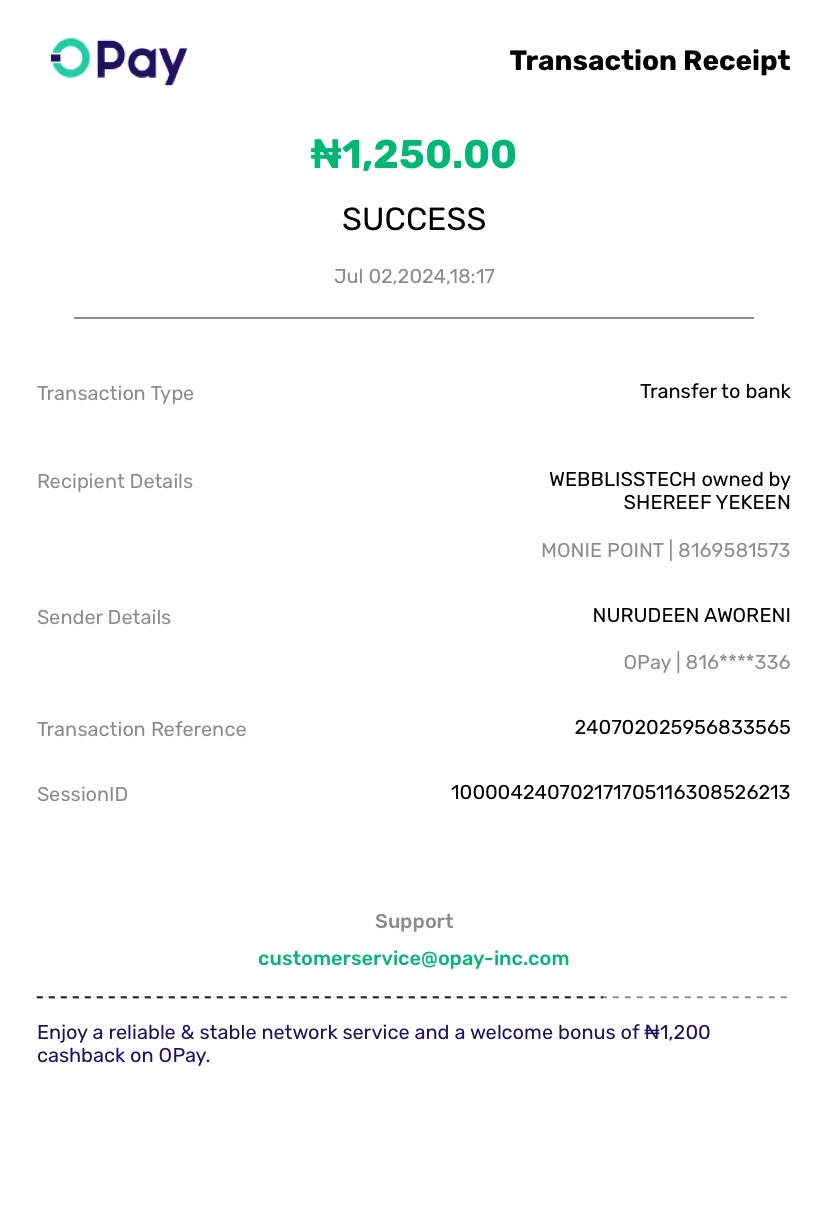 OPay
Transaction Receipt
₦1,250.00
SUCCESS
Jul 02,2024,18:17
Transaction Type
Transfer to bank
Recipient Details
WEBBLISSTECH owned by
SHEREEF YEKEEN
MONIE POINT | 8169581573
Sender Details
NURUDEEN AWORENI
OPay | 816****336
Transaction Reference
240702025956833565
SessionID
100004240702171705116308526213
Support
customerservice@opay-inc.com
Enjoy a reliable & stable network service and a welcome bonus of ₦1,200
cashback on OPay.